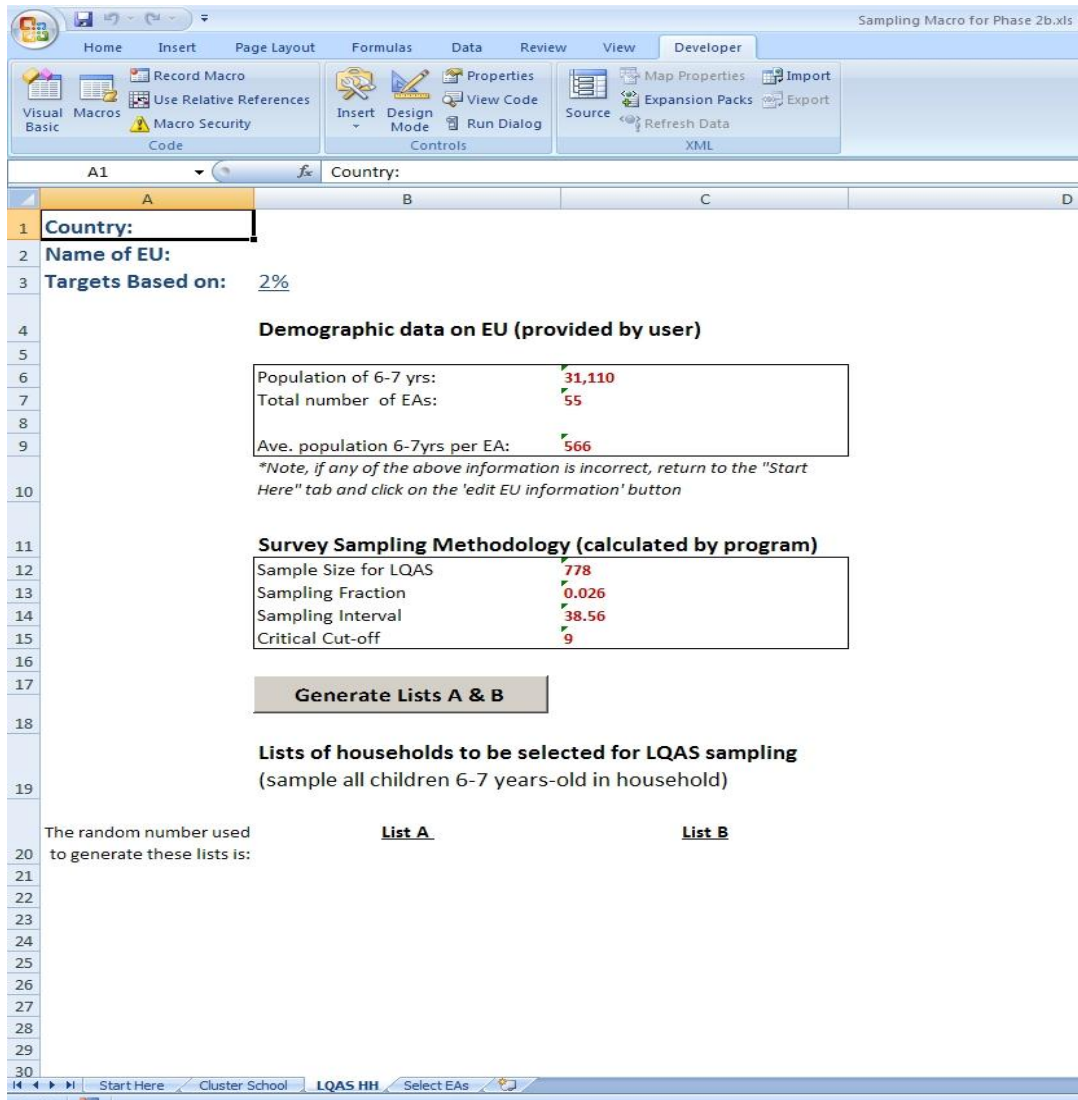 Sampling Macro for Phase 2b.xls
Home Insert Page Layout Formulas Data Review View Developer
Visual Basic
Macros
Record Macro
Use Relative References
Macro Security
Code
Insert
Design Mode
Properties
View Code
Run Dialog
Controls
Source
Map Properties
Expansion Packs
Refresh Data
Import
Export
XML
A1 fx Country:
A B C D
1 Country:
2 Name of EU:
3 Targets Based on: 2%
4 Demographic data on EU (provided by user)
5
6 Population of 6-7 yrs: 31,110
7 Total number of EAs: 55
8
9 Ave. population 6-7yrs per EA: 566
*Note, if any of the above information is incorrect, return to the "Start
10 Here" tab and click on the 'edit EU information' button
11 Survey Sampling Methodology (calculated by program)
12 Sample Size for LQAS 778
13 Sampling Fraction 0.026
14 Sampling Interval 38.56
15 Critical Cut-off 9
16
17 Generate Lists A & B
18
Lists of households to be selected for LQAS sampling
19 (sample all children 6-7 years-old in household)
The random number used List A List B
20 to generate these lists is:
21
22
23
24
25
26
27
28
29
30
Start Here Cluster School LQAS HH Select EAs